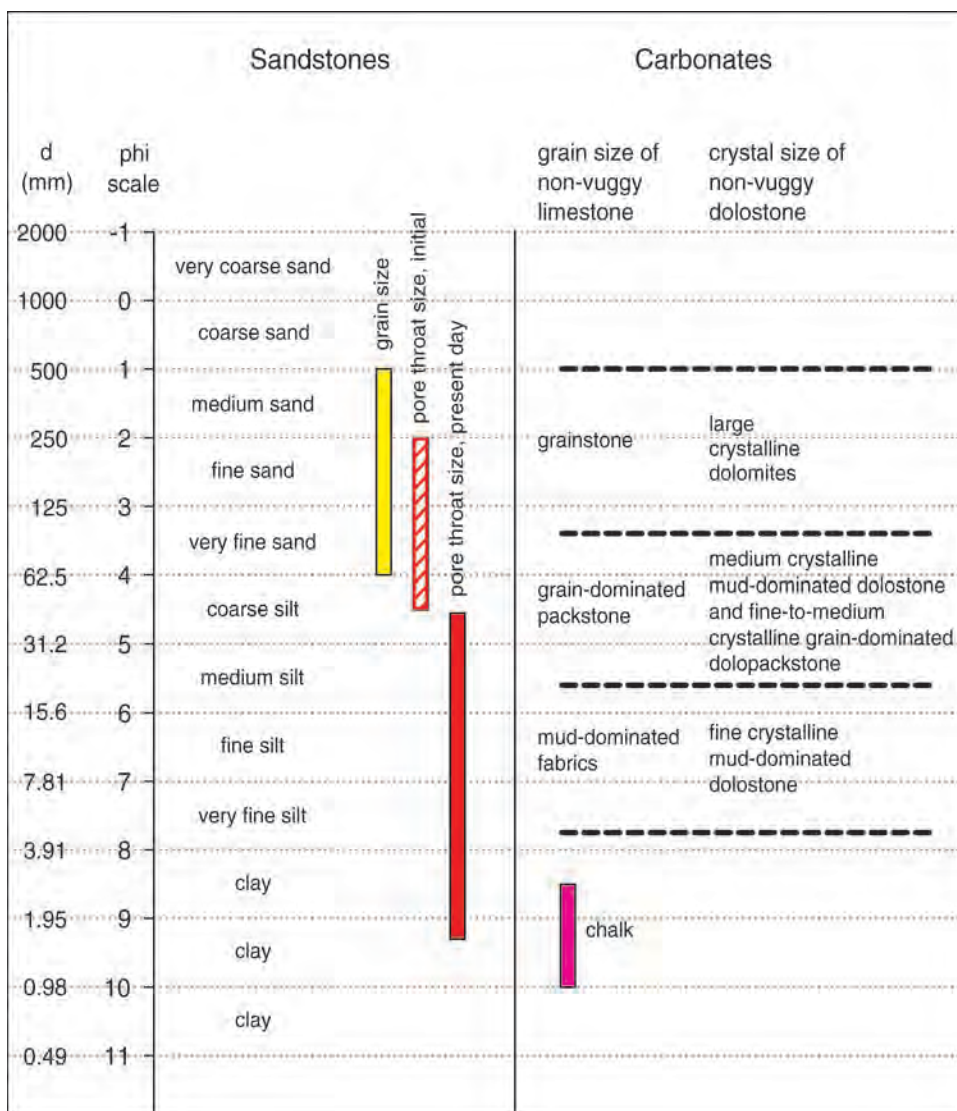 Sandstones
Carbonates
d
(mm)
phi
scale
grain size of
non-vuggy
limestone
crystal size of
non-vuggy
dolostone
grain size
pore throat size, initial
pore throat size, present day
2000 -1
very coarse sand
1000 0
coarse sand
500 1
medium sand
250 2
fine sand
125 3
very fine sand
62.5 4
coarse silt
31.2 5
medium silt
15.6 6
fine silt
7.81 7
very fine silt
3.91 8
clay
1.95 9
clay
0.98 10
clay
0.49 11
grainstone
large
crystalline
dolomites
grain-dominated
packstone
medium crystalline
mud-dominated dolostone
and fine-to-medium
crystalline grain-dominated
dolopackstone
mud-dominated
fabrics
fine crystalline
mud-dominated
dolostone
chalk